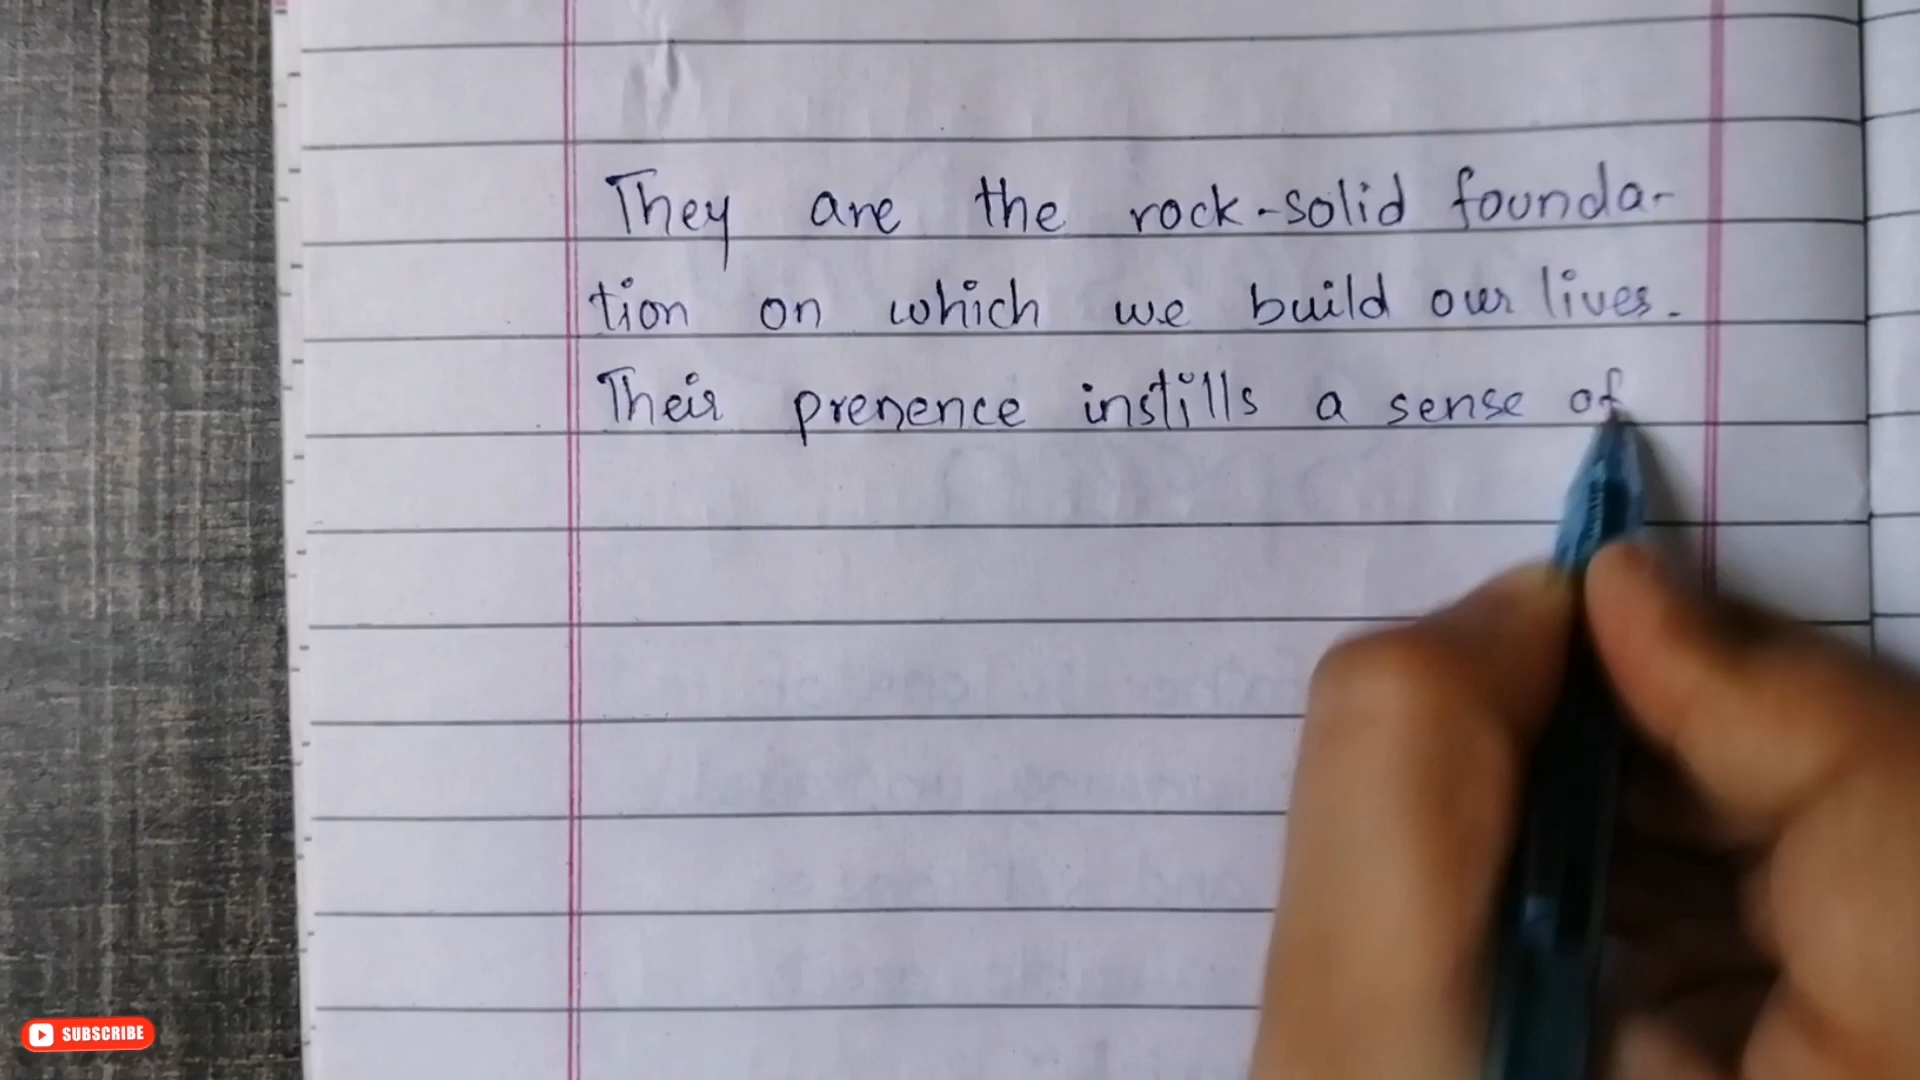 They are the rock-solid founda-
tion on which we build our lives.
Their prenence instills a sense of
SUBSCRIBE